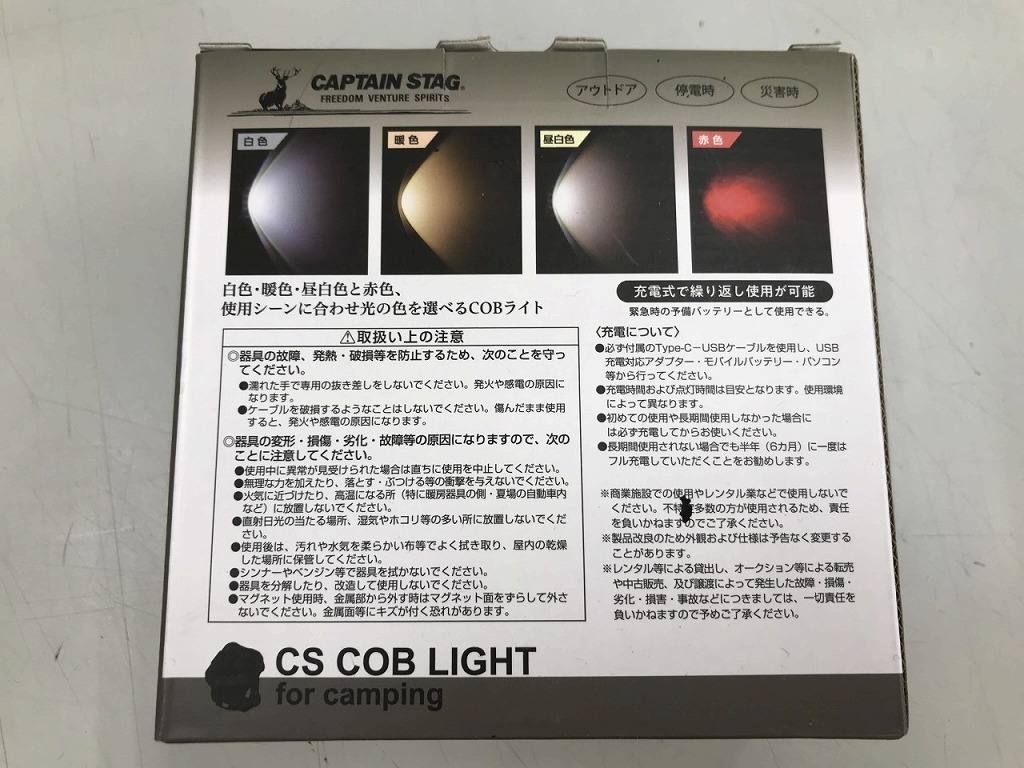 CAPTAIN STAG®
FREEDOM VENTURE SPIRITS
アウトドア
停電時
災害時
白色
暖色
昼白色
赤色
白色・暖色・昼白色と赤色、
使用シーンに合わせ光の色を選べるCOBライト
⚠取扱い上の注意
◎器具の故障、発熱・破損等を防止するため、次のことを守っ
てください。
●濡れた手で専用の抜き差しをしないでください。発火や感電の原因に
なります。
●ケーブルを破損するようなことはしないでください。傷んだまま使用
すると、発火や感電の原因になります。
◎器具の変形・損傷・劣化・故障等の原因になりますので、次の
ことに注意してください。
●使用中に異常が見受けられた場合は直ちに使用を中止してください。
●無理な力を加えたり、落とす・ぶつける等の衝撃を与えないでください。
●火気に近づけたり、高温になる所（特に暖房器具の側・夏場の自動車内
など）に放置しないでください。
●直射日光の当たる場所、湿気やホコリ等の多い所に放置しないでくだ
さい。
●使用後は、汚れや水気を柔らかい布等でよく拭き取り、屋内の乾燥
した場所に保管してください。
●シンナーやベンジン等で器具を拭かないでください。
●器具を分解したり、改造して使用しないでください。
●マグネット使用時、金属部から外す時はマグネット面をずらして外さ
ないでください。金属面等にキズが付く恐れがあります。
充電式で繰り返し使用が可能
緊急時の予備バッテリーとして使用できる。
〈充電について〉
●必ず付属のType-C－USBケーブルを使用し、USB
充電対応アダプター・モバイルバッテリー・パソコン
等から行ってください。
●充電時間および点灯時間は目安となります。使用環境
によって異なります。
●初めての使用や長期間使用しなかった場合に
は必ず充電してからお使いください。
●長期間使用されない場合でも半年（6カ月）に一度は
フル充電していただくことをお勧めします。
※商業施設での使用やレンタル業などで使用しないで
ください。不特定多数の方が使用されるため、責任
を負いかねますのでご了承ください。
※製品改良のため外観および仕様は予告なく変更する
ことがあります。
※レンタル等による貸出し、オークション等による転売
や中古販売、及び譲渡によって発生した故障・損傷・
劣化・損害・事故などにつきましては、一切責任を
負いかねますので予めご了承ください。
CS COB LIGHT
for camping